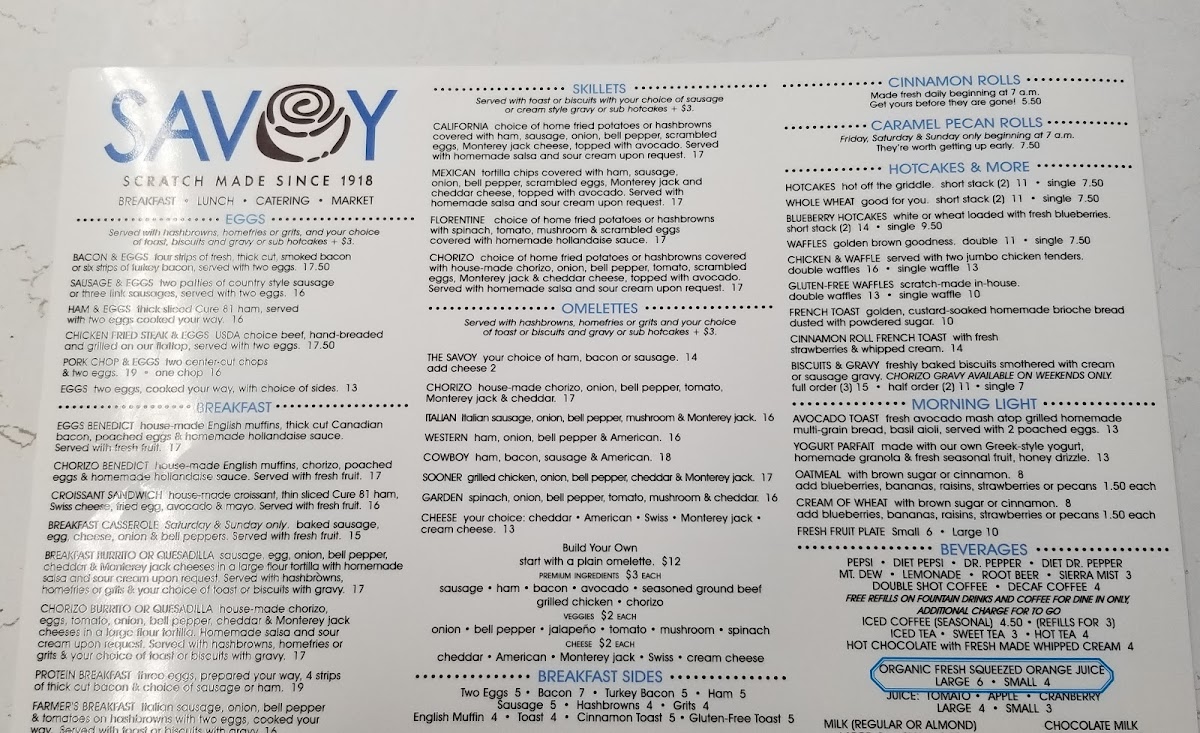 SAVOY
SCRATCH MADE SINCE 1918
BREAKFAST • LUNCH • CATERING • MARKET
EGGS
Served with hashbrowns, homefries or grits, and your choice
of toast, biscuits and gravy or sub hotcakes + $3.
BACON & EGGS four strips of fresh, thick cut, smoked bacon
or six strips of turkey bacon, served with two eggs. 17.50
SAUSAGE & EGGS two patties of country style sausage
or three link sausages, served with two eggs. 16
HAM & EGGS thick sliced Cure 81 ham, served
with two eggs cooked your way. 16
CHICKEN FRIED STEAK & EGGS USDA choice beef, hand-breaded
and grilled on our flattop, served with two eggs. 17.50
PORK CHOP & EGGS two center-cut chops
& two eggs. 19 • one chop 16
EGGS two eggs, cooked your way, with choice of sides. 13
BREAKFAST
EGGS BENEDICT house-made English muffins, thick cut Canadian
bacon, poached eggs & homemade hollandaise sauce.
Served with fresh fruit. 17
CHORIZO BENEDICT house-made English muffins, chorizo, poached
eggs & homemade hollandaise sauce. Served with fresh fruit. 17
CROISSANT SANDWICH house-made croissant, thin sliced Cure 81 ham,
Swiss cheese, fried egg, avocado & mayo. Served with fresh fruit. 16
BREAKFAST CASSEROLE Saturday & Sunday only. baked sausage,
egg, cheese, onion & bell peppers. Served with fresh fruit. 15
BREAKFAST BURRITO OR QUESADILLA sausage, egg, onion, bell pepper,
cheddar & Monterey jack cheeses in a large flour tortilla with homemade
salsa and sour cream upon request. Served with hashbrowns,
homefries or grits & your choice of toast or biscuits with gravy. 17
CHORIZO BURRITO OR QUESADILLA house-made chorizo,
eggs, tomato, onion, bell pepper, cheddar & Monterey jack
cheeses in a large flour tortilla. Homemade salsa and sour
cream upon request. Served with hashbrowns, homefries or
grits & your choice of toast or biscuits with gravy. 17
PROTEIN BREAKFAST three eggs, prepared your way, 4 strips
of thick cut bacon & choice of sausage or ham. 19
FARMER'S BREAKFAST Italian sausage, onion, bell pepper
& tomatoes on hashbrowns with two eggs, cooked your
way. Served with toast or biscuits with gravy. 16
SKILLETS
Served with toast or biscuits with your choice of sausage
or cream style gravy or sub hotcakes + $3.
CALIFORNIA choice of home fried potatoes or hashbrowns
covered with ham, sausage, onion, bell pepper, scrambled
eggs, Monterey jack cheese, topped with avocado. Served
with homemade salsa and sour cream upon request. 17
MEXICAN tortilla chips covered with ham, sausage,
onion, bell pepper, scrambled eggs, Monterey jack and
cheddar cheese, topped with avocado. Served with
homemade salsa and sour cream upon request. 17
FLORENTINE choice of home fried potatoes or hashbrowns
with spinach, tomato, mushroom & scrambled eggs
covered with homemade hollandaise sauce. 17
CHORIZO choice of home fried potatoes or hashbrowns covered
with house-made chorizo, onion, bell pepper, tomato, scrambled
eggs, Monterey jack & cheddar cheese, topped with avocado.
Served with homemade salsa and sour cream upon request. 17
OMELETTES
Served with hashbrowns, homefries or grits and your choice
of toast or biscuits and gravy or sub hotcakes + $3.
THE SAVOY your choice of ham, bacon or sausage. 14
add cheese 2
CHORIZO house-made chorizo, onion, bell pepper, tomato,
Monterey jack & cheddar. 17
ITALIAN Italian sausage, onion, bell pepper, mushroom & Monterey jack. 16
WESTERN ham, onion, bell pepper & American. 16
COWBOY ham, bacon, sausage & American. 18
SOONER grilled chicken, onion, bell pepper, cheddar & Monterey jack. 17
GARDEN spinach, onion, bell pepper, tomato, mushroom & cheddar. 16
CHEESE your choice: cheddar • American • Swiss • Monterey jack •
cream cheese. 13
Build Your Own
start with a plain omelette. $12
PREMIUM INGREDIENTS $3 EACH
sausage • ham • bacon • avocado • seasoned ground beef
grilled chicken • chorizo
VEGGIES $2 EACH
onion • bell pepper • jalapeño • tomato • mushroom • spinach
CHEESE $2 EACH
cheddar • American • Monterey jack • Swiss • cream cheese
BREAKFAST SIDES
Two Eggs 5 • Bacon 7 • Turkey Bacon 5 • Ham 5
Sausage 5 • Hashbrowns 4 • Grits 4
English Muffin 4 • Toast 4 • Cinnamon Toast 5 • Gluten-Free Toast 5
CINNAMON ROLLS
Made fresh daily beginning at 7 a.m.
Get yours before they are gone! 5.50
CARAMEL PECAN ROLLS
Friday, Saturday & Sunday only beginning at 7 a.m.
They're worth getting up early. 7.50
HOTCAKES & MORE
HOTCAKES hot off the griddle. short stack (2) 11 • single 7.50
WHOLE WHEAT good for you. short stack (2) 11 • single 7.50
BLUEBERRY HOTCAKES white or wheat loaded with fresh blueberries.
short stack (2) 14 • single 9.50
WAFFLES golden brown goodness. double 11 • single 7.50
CHICKEN & WAFFLE served with two jumbo chicken tenders.
double waffles 16 • single waffle 13
GLUTEN-FREE WAFFLES scratch-made in-house.
double waffles 13 • single waffle 10
FRENCH TOAST golden, custard-soaked homemade brioche bread
dusted with powdered sugar. 10
CINNAMON ROLL FRENCH TOAST with fresh
strawberries & whipped cream. 14
BISCUITS & GRAVY freshly baked biscuits smothered with cream
or sausage gravy. CHORIZO GRAVY AVAILABLE ON WEEKENDS ONLY.
full order (3) 15 • half order (2) 11 • single 7
MORNING LIGHT
AVOCADO TOAST fresh avocado mash atop grilled homemade
multi-grain bread, basil aioli, served with 2 poached eggs. 13
YOGURT PARFAIT made with our own Greek-style yogurt,
homemade granola & fresh seasonal fruit, honey drizzle. 13
OATMEAL with brown sugar or cinnamon. 8
add blueberries, bananas, raisins, strawberries or pecans 1.50 each
CREAM OF WHEAT with brown sugar or cinnamon. 8
add blueberries, bananas, raisins, strawberries or pecans 1.50 each
FRESH FRUIT PLATE Small 6 • Large 10
BEVERAGES
PEPSI • DIET PEPSI • DR. PEPPER • DIET DR. PEPPER
MT. DEW • LEMONADE • ROOT BEER • SIERRA MIST 3
DOUBLE SHOT COFFEE • DECAF COFFEE 4
FREE REFILLS ON FOUNTAIN DRINKS AND COFFEE FOR DINE IN ONLY,
ADDITIONAL CHARGE FOR TO GO
ICED COFFEE (SEASONAL) 4.50 • (REFILLS FOR 3)
ICED TEA • SWEET TEA 3 • HOT TEA 4
HOT CHOCOLATE with FRESH MADE WHIPPED CREAM 4
ORGANIC FRESH SQUEEZED ORANGE JUICE
LARGE 6 • SMALL 4
JUICE: TOMATO • APPLE • CRANBERRY
LARGE 4 • SMALL 3
MILK (REGULAR OR ALMOND) CHOCOLATE MILK